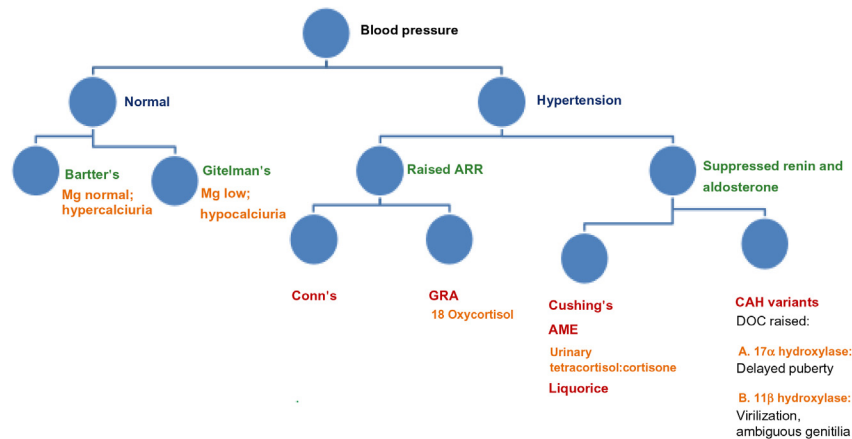 Blood pressure
Normal
Hypertension
Bartter's
Mg normal;
hypercalciuria
Gitelman's
Mg low;
hypocalciuria
Raised ARR
Suppressed renin and
aldosterone
Conn's
GRA
18 Oxycortisol
Cushing's
AME
Urinary
tetracortisol:cortisone
Liquorice
CAH variants
DOC raised:
A. 17α hydroxylase:
Delayed puberty
B. 11β hydroxylase:
Virilization,
ambiguous genitilia